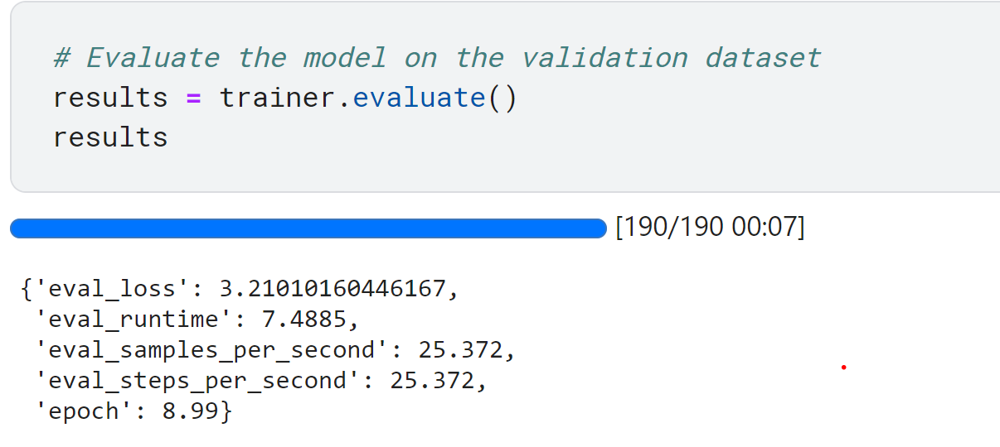 # Evaluate the model on the validation dataset
results = trainer.evaluate()
results
[190/190 00:07]
{'eval_loss': 3.21010160446167,
'eval_runtime': 7.4885,
'eval_samples_per_second': 25.372,
'eval_steps_per_second': 25.372,
'epoch': 8.99}